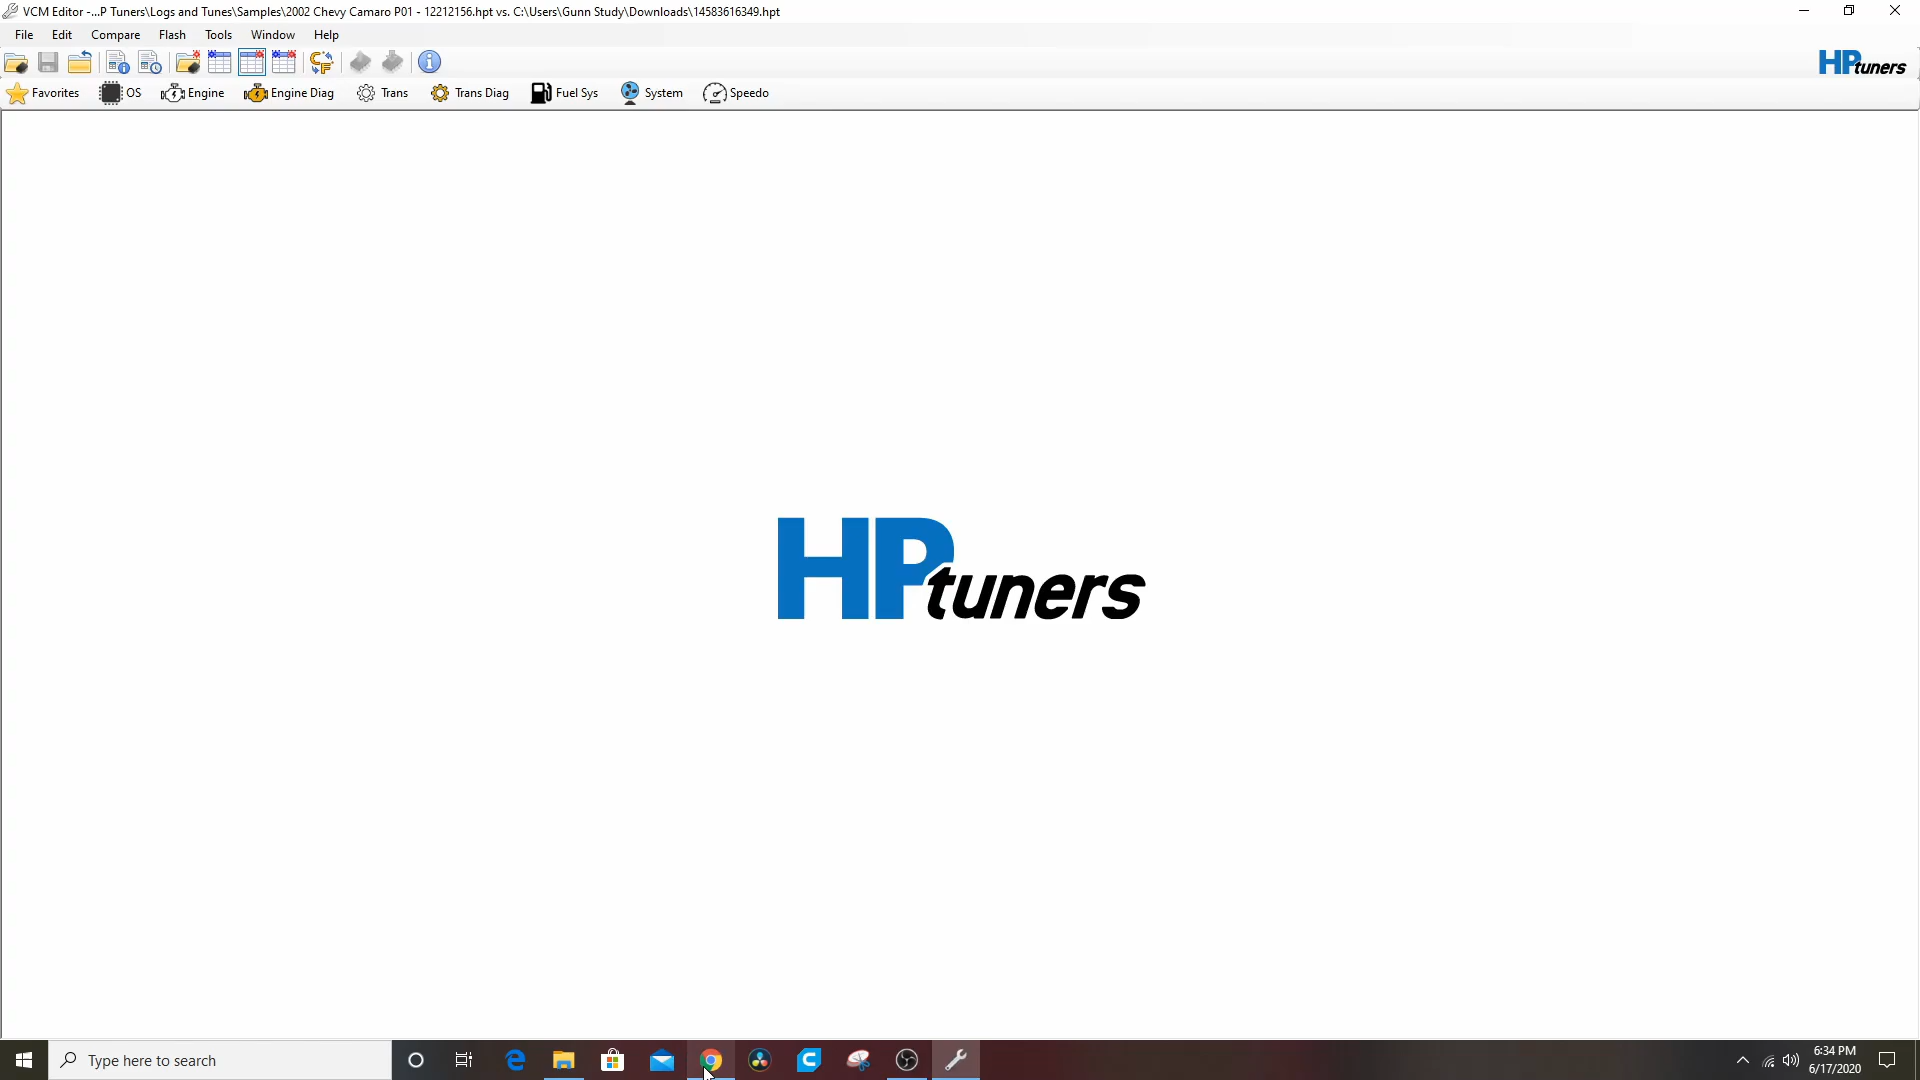 VCM Editor -...P Tuners\Logs and Tunes\Samples\2002 Chevy Camaro P01 - 12212156.hpt vs. C:\Users\Gunn Study\Downloads\14583616349.hpt
File Edit Compare Flash Tools Window Help
HPtuners
Favorites OS Engine Engine Diag Trans Trans Diag Fuel Sys System Speedo
HPtuners
Type here to search
6:34 PM
6/17/2020